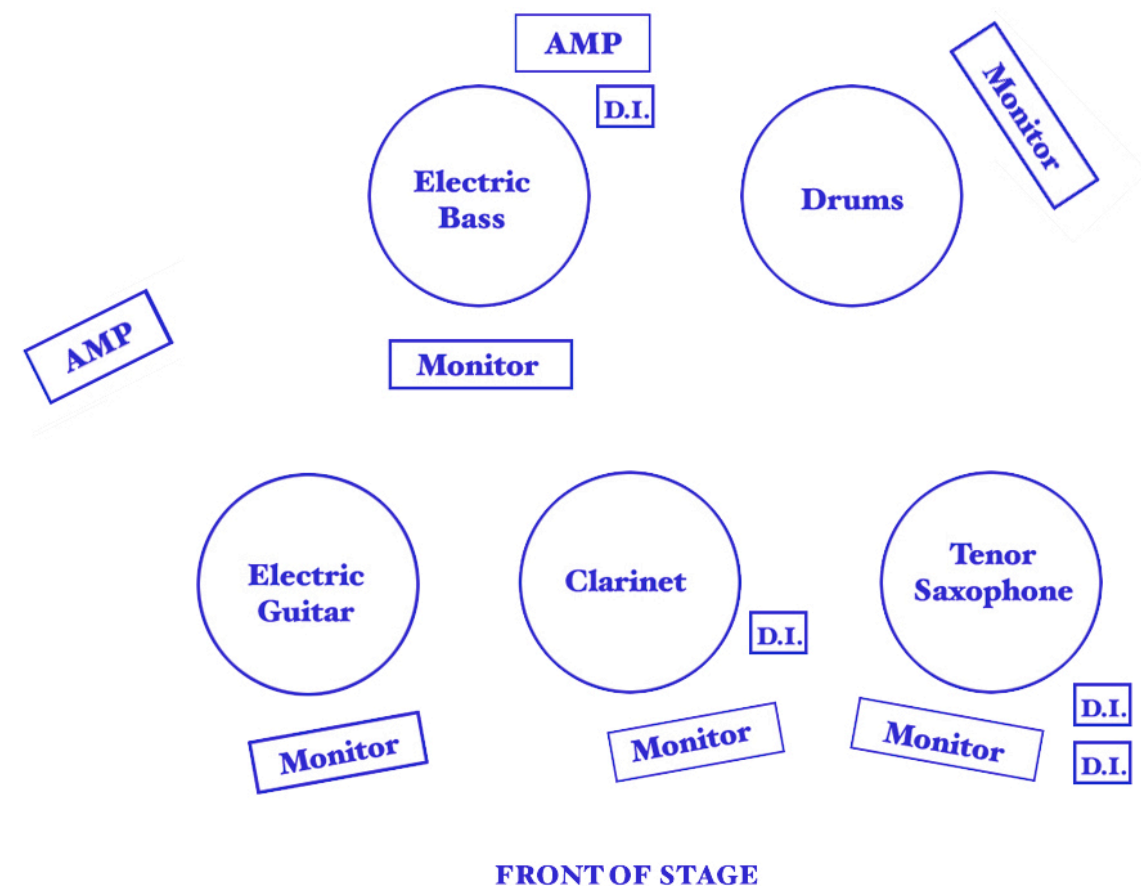 AMP
D.I.
Monitor
Electric
Bass
Drums
AMP
Monitor
Electric
Guitar
Clarinet
Tenor
Saxophone
D.I.
D.I.
Monitor
Monitor
Monitor
D.I.
FRONT OF STAGE